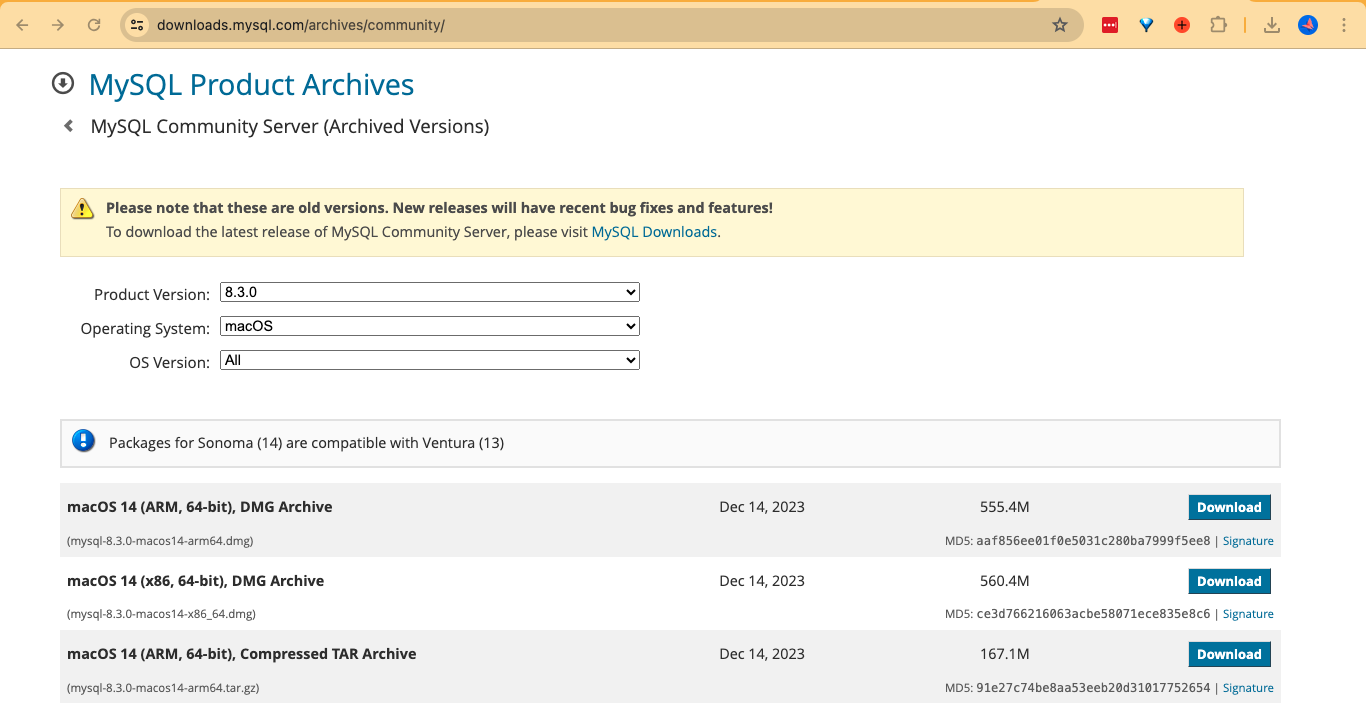 downloads.mysql.com/archives/community/
MySQL Product Archives
MySQL Community Server (Archived Versions)
Please note that these are old versions. New releases will have recent bug fixes and features!
To download the latest release of MySQL Community Server, please visit MySQL Downloads.
Product Version: 8.3.0
Operating System: macOS
OS Version: All
Packages for Sonoma (14) are compatible with Ventura (13)
macOS 14 (ARM, 64-bit), DMG Archive Dec 14, 2023 555.4M Download
(mysql-8.3.0-macos14-arm64.dmg) MD5: aaf856ee01f0e5031c280ba7999f5ee8 | Signature
macOS 14 (x86, 64-bit), DMG Archive Dec 14, 2023 560.4M Download
(mysql-8.3.0-macos14-x86_64.dmg) MD5: ce3d766216063acbe58071ece835e8c6 | Signature
macOS 14 (ARM, 64-bit), Compressed TAR Archive Dec 14, 2023 167.1M Download
(mysql-8.3.0-macos14-arm64.tar.gz) MD5: 91e27c74be8aa53eeb20d31017752654 | Signature